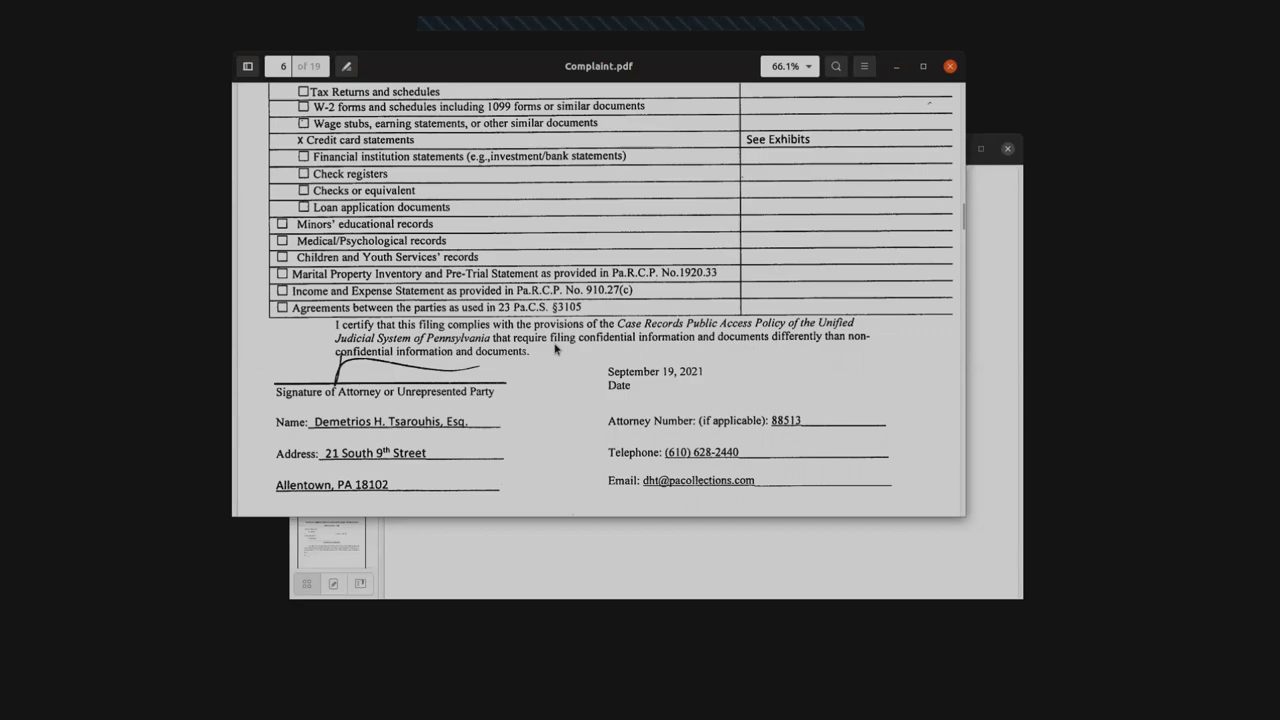 6 of 19
Complaint.pdf
66.1%
Tax Returns and schedules
W-2 forms and schedules including 1099 forms or similar documents
Wage stubs, earning statements, or other similar documents
x Credit card statements See Exhibits
Financial institution statements (e.g.,investment/bank statements)
Check registers
Checks or equivalent
Loan application documents
Minors' educational records
Medical/Psychological records
Children and Youth Services' records
Marital Property Inventory and Pre-Trial Statement as provided in Pa.R.C.P. No.1920.33
Income and Expense Statement as provided in Pa.R.C.P. No. 910.27(c)
Agreements between the parties as used in 23 Pa.C.S. §3105
I certify that this filing complies with the provisions of the Case Records Public Access Policy of the Unified
Judicial System of Pennsylvania that require filing confidential information and documents differently than non-
confidential information and documents.
September 19, 2021
Signature of Attorney or Unrepresented Party Date
Name: Demetrios H. Tsarouhis, Esq. Attorney Number: (if applicable): 88513
Address: 21 South 9th Street Telephone: (610) 628-2440
Allentown, PA 18102 Email: dht@pacollections.com